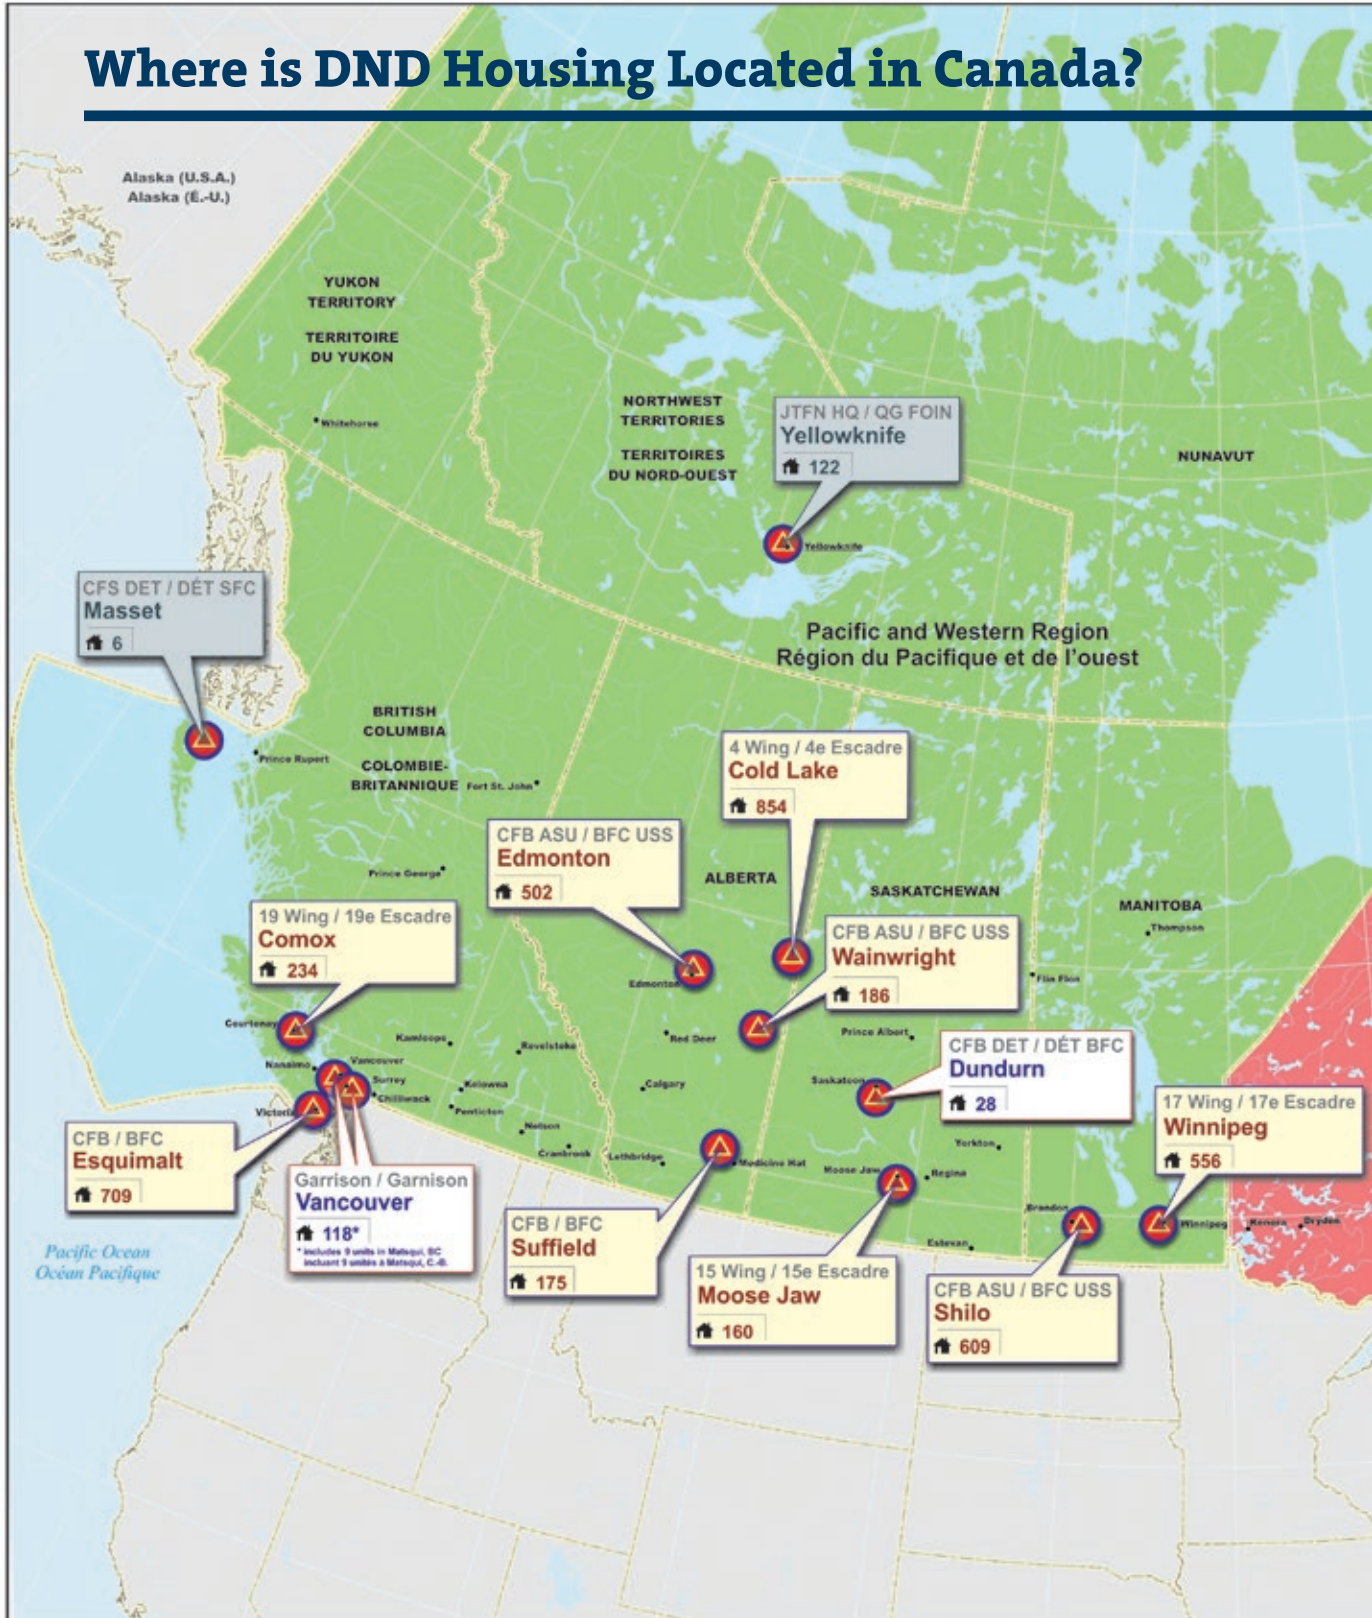 Where is DND Housing Located in Canada?
Alaska (U.S.A.)
Alaska (É.-U.)
YUKON
TERRITORY
TERRITOIRE
DU YUKON
Whitehorse
NORTHWEST
TERRITORIES
TERRITOIRES
DU NORD-OUEST
JTFN HQ / QG FOIN
Yellowknife
122
Yellowknife
NUNAVUT
CFS DET / DÉT SFC
Masset
6
Pacific and Western Region
Région du Pacifique et de l'ouest
BRITISH
COLUMBIA
COLOMBIE-
BRITANNIQUE
Prince Rupert
Fort St. John
Prince George
4 Wing / 4e Escadre
Cold Lake
854
CFB ASU / BFC USS
Edmonton
502
ALBERTA
SASKATCHEWAN
MANITOBA
Thompson
19 Wing / 19e Escadre
Comox
234
CFB ASU / BFC USS
Wainwright
186
Edmonton
Flin Flon
Courtenay
Kamloops
Revelstoke
Red Deer
Prince Albert
CFB DET / DÉT BFC
Dundurn
28
Nanaimo
Vancouver
Surrey
Chilliwack
Kelowna
Penticton
Calgary
Saskatoon
Victoria
Nelson
Cranbrook
Lethbridge
Medicine Hat
Moose Jaw
Regina
Yorkton
17 Wing / 17e Escadre
Winnipeg
556
CFB / BFC
Esquimalt
709
Garrison / Garnison
Vancouver
118*
* includes 9 units in Matsqui, BC
incluant 9 unités à Matsqui, C.-B.
CFB / BFC
Suffield
175
15 Wing / 15e Escadre
Moose Jaw
160
Estevan
Brandon
Winnipeg
Kenora
Dryden
CFB ASU / BFC USS
Shilo
609
Pacific Ocean
Océan Pacifique